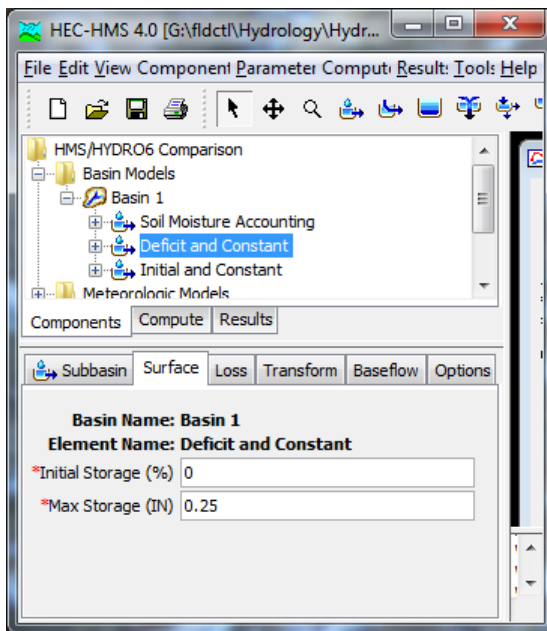 HEC-HMS 4.0 [G:\fldctl\Hydrology\Hydr...
File Edit View Component Parameter Comput Result: Tools Help
HMS/HYDRO6 Comparison
Basin Models
Basin 1
Soil Moisture Accounting
Deficit and Constant
Initial and Constant
Meteorologic Models
Components Compute Results
Subbasin Surface Loss Transform Baseflow Options
Basin Name: Basin 1
Element Name: Deficit and Constant
*Initial Storage (%) 0
*Max Storage (IN) 0.25